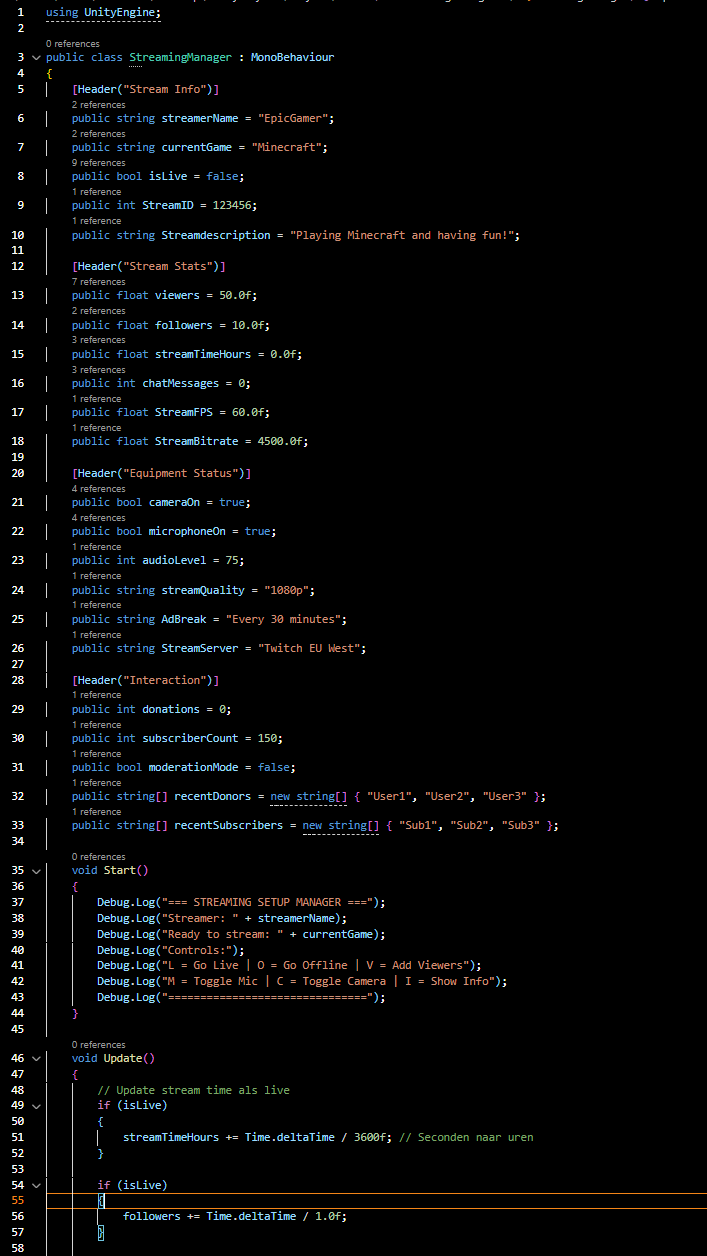 1 using UnityEngine;
2
0 references
3 public class StreamingManager : MonoBehaviour
4 {
5 [Header("Stream Info")]
2 references
6 public string streamerName = "EpicGamer";
2 references
7 public string currentGame = "Minecraft";
9 references
8 public bool isLive = false;
1 reference
9 public int StreamID = 123456;
1 reference
10 public string Streamdescription = "Playing Minecraft and having fun!";
11
12 [Header("Stream Stats")]
7 references
13 public float viewers = 50.0f;
2 references
14 public float followers = 10.0f;
3 references
15 public float streamTimeHours = 0.0f;
3 references
16 public int chatMessages = 0;
1 reference
17 public float StreamFPS = 60.0f;
1 reference
18 public float StreamBitrate = 4500.0f;
19
20 [Header("Equipment Status")]
4 references
21 public bool cameraOn = true;
4 references
22 public bool microphoneOn = true;
1 reference
23 public int audioLevel = 75;
1 reference
24 public string streamQuality = "1080p";
1 reference
25 public string AdBreak = "Every 30 minutes";
1 reference
26 public string StreamServer = "Twitch EU West";
27
28 [Header("Interaction")]
1 reference
29 public int donations = 0;
1 reference
30 public int subscriberCount = 150;
1 reference
31 public bool moderationMode = false;
1 reference
32 public string[] recentDonors = new string[] { "User1", "User2", "User3" };
1 reference
33 public string[] recentSubscribers = new string[] { "Sub1", "Sub2", "Sub3" };
34
0 references
35 void Start()
36 {
37 Debug.Log("=== STREAMING SETUP MANAGER ===");
38 Debug.Log("Streamer: " + streamerName);
39 Debug.Log("Ready to stream: " + currentGame);
40 Debug.Log("Controls:");
41 Debug.Log("L = Go Live | O = Go Offline | V = Add Viewers");
42 Debug.Log("M = Toggle Mic | C = Toggle Camera | I = Show Info");
43 Debug.Log("===============================");
44 }
45
0 references
46 void Update()
47 {
48 // Update stream time als live
49 if (isLive)
50 {
51 streamTimeHours += Time.deltaTime / 3600f; // Seconden naar uren
52 }
53
54 if (isLive)
55 {
56 followers += Time.deltaTime / 1.0f;
57 }
58